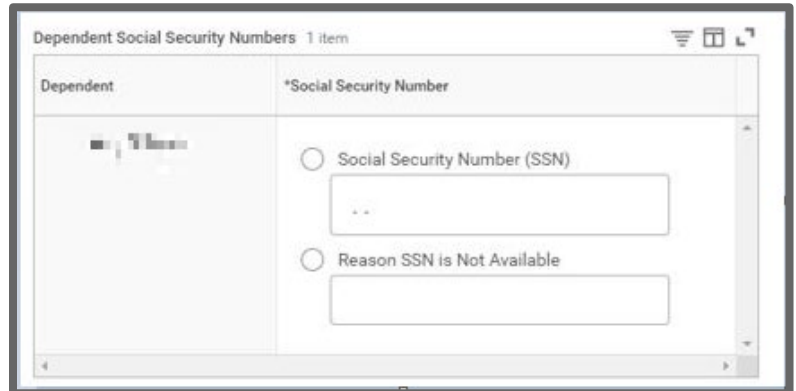 Dependent Social Security Numbers 1 item
Dependent
*Social Security Number
Social Security Number (SSN)
- -
Reason SSN is Not Available